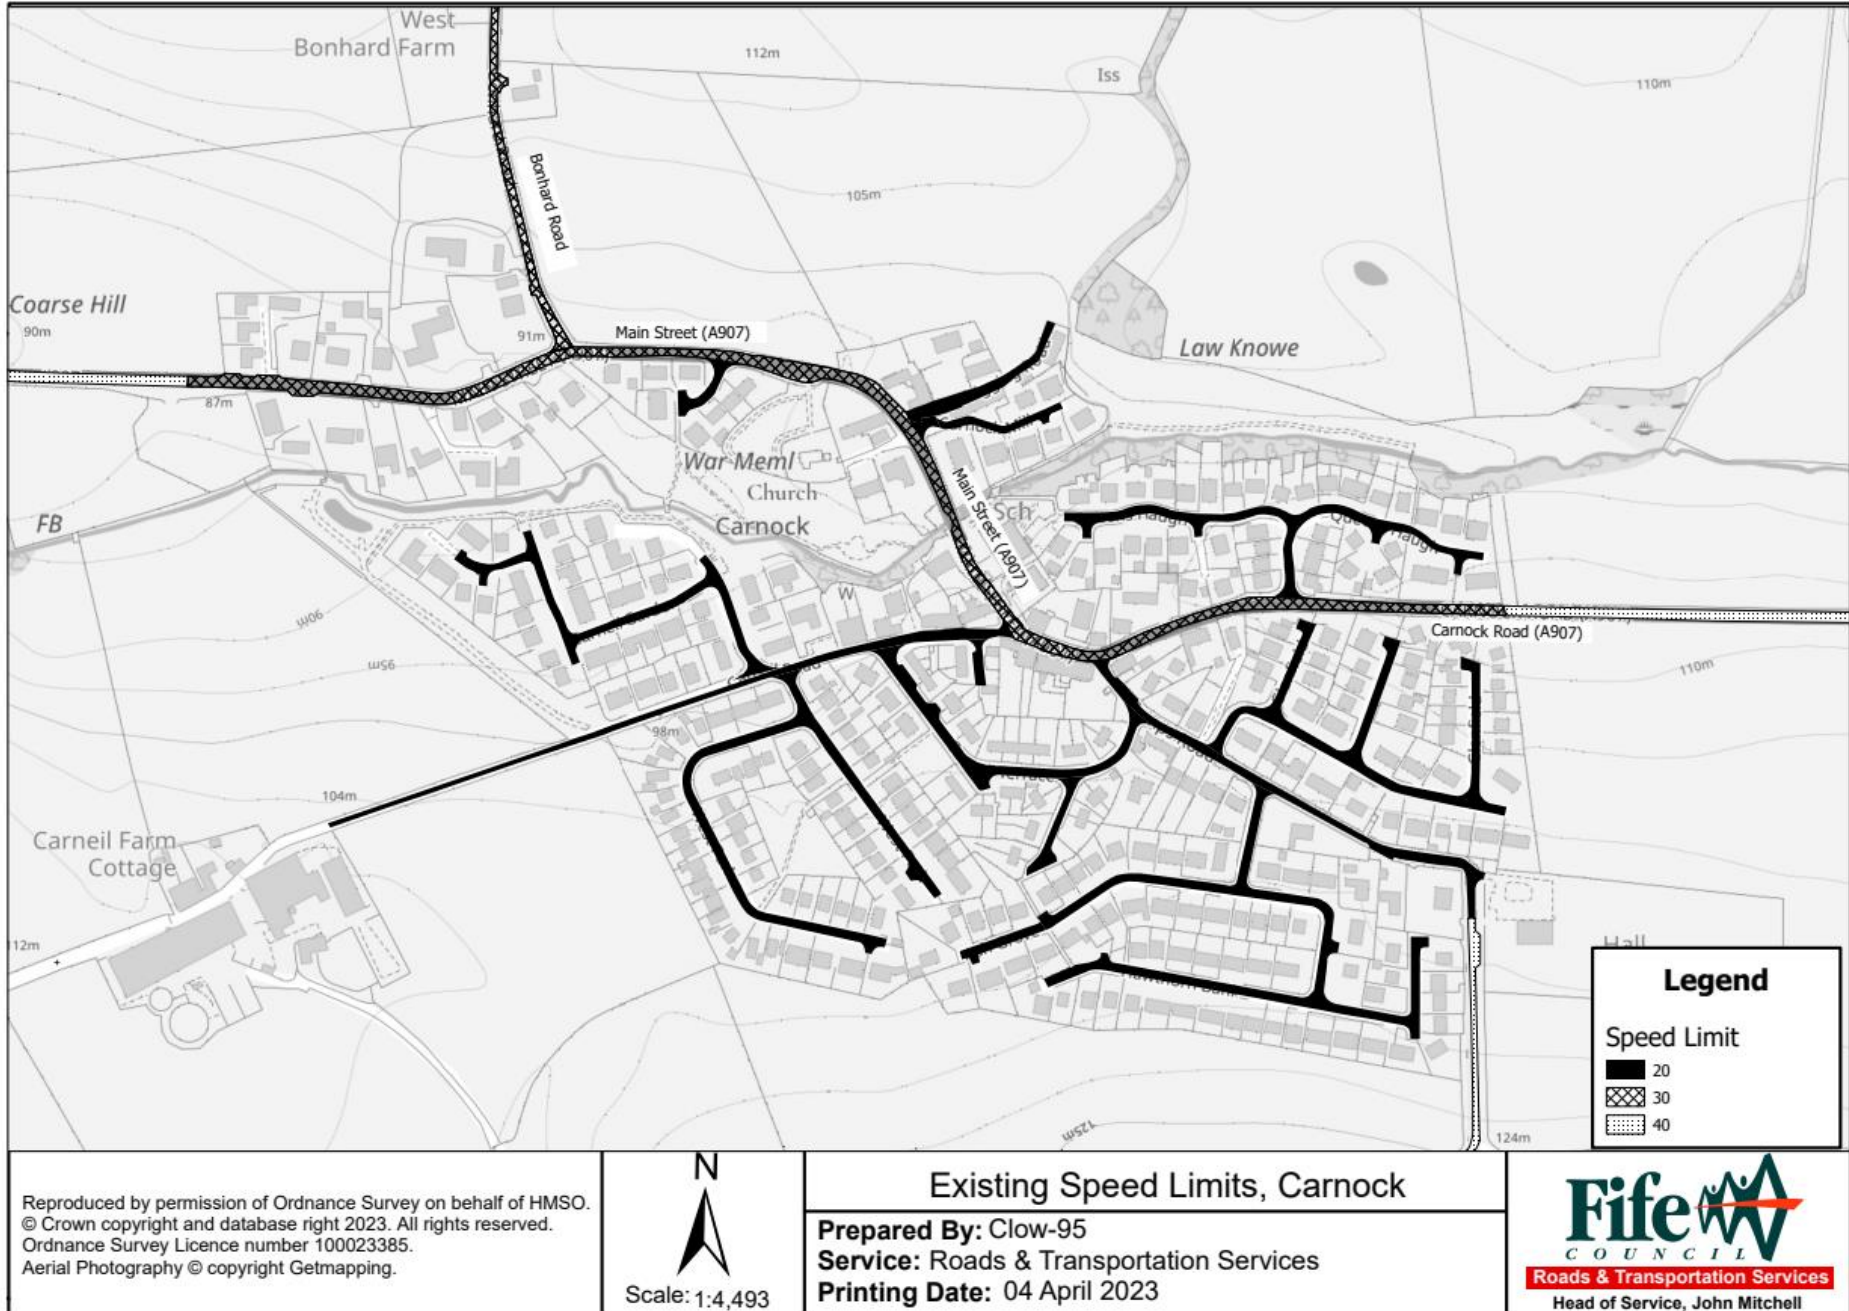 West
Bonhard Farm
112m
Iss
110m
Bonhard Road
105m
Coarse Hill
90m
91m
Main Street (A907)
Law Knowe
87m
War Meml
Church
Carnock
Main Street (A907)
Sch
FB
W
90m
95m
Carnock Road (A907)
110m
98m
104m
Carneil Farm
Cottage
112m
Hall
125m
124m
Legend
Speed Limit
20
30
40
Reproduced by permission of Ordnance Survey on behalf of HMSO.
© Crown copyright and database right 2023. All rights reserved.
Ordnance Survey Licence number 100023385.
Aerial Photography © copyright Getmapping.
N
Scale: 1:4,493
Existing Speed Limits, Carnock
Prepared By: Clow-95
Service: Roads & Transportation Services
Printing Date: 04 April 2023
Fife
COUNCIL
Roads & Transportation Services
Head of Service, John Mitchell